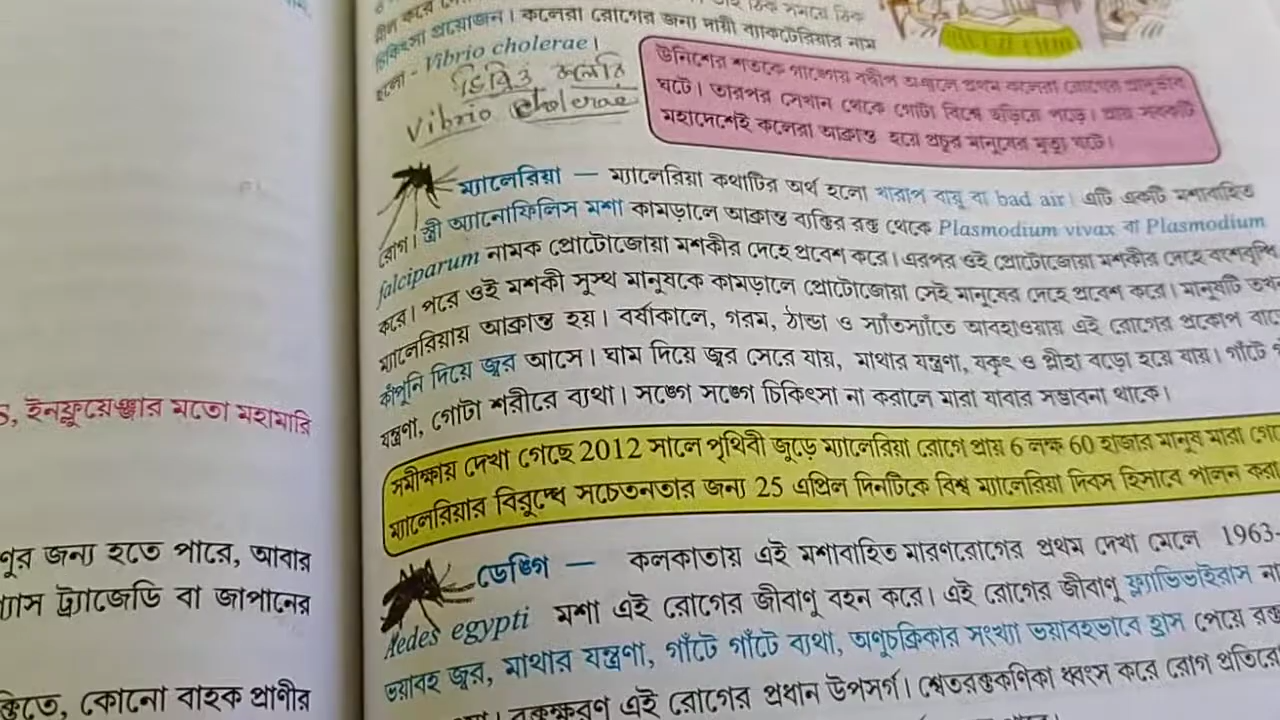 S, ইনফ্লুয়েঞ্জার মতো মহামারি
ণুর জন্য হতে পারে, আবার
গ্যাস ট্র্যাজেডি বা জাপানের
কোনো বাহক প্রাণীর
চিকিৎসা প্রয়োজন। কলেরা রোগের জন্য দায়ী ব্যাকটেরিয়ার নাম
হলো - Vibrio cholerae।
Vibrio cholerae
উনিশের শতকে গাঙ্গেয় বদ্বীপ অঞ্চলে প্রথম কলেরা রোগের প্রাদুর্ভাব
ঘটে। তারপর সেখান থেকে গোটা বিশ্বে ছড়িয়ে পড়ে। প্রায় সবকটি
মহাদেশেই কলেরা আক্রান্ত হয়ে প্রচুর মানুষের মৃত্যু ঘটে।
ম্যালেরিয়া — ম্যালেরিয়া কথাটির অর্থ হলো খারাপ বায়ু বা bad air। এটি একটি মশাবাহিত
রোগ। স্ত্রী অ্যানোফিলিস মশা কামড়ালে আক্রান্ত ব্যক্তির রক্ত থেকে Plasmodium vivax বা Plasmodium
falciparum নামক প্রোটোজোয়া মশকীর দেহে প্রবেশ করে। এরপর ওই প্রোটোজোয়া মশকীর দেহে বংশবৃদ্ধি
করে। পরে ওই মশকী সুস্থ মানুষকে কামড়ালে প্রোটোজোয়া সেই মানুষের দেহে প্রবেশ করে। মানুষটি তখন
ম্যালেরিয়ায় আক্রান্ত হয়। বর্ষাকালে, গরম, ঠান্ডা ও স্যাঁতস্যাঁতে আবহাওয়ায় এই রোগের প্রকোপ বাড়ে
কাঁপুনি দিয়ে জ্বর আসে। ঘাম দিয়ে জ্বর সেরে যায়, মাথার যন্ত্রণা, যকৃৎ ও প্লীহা বড়ো হয়ে যায়। গাঁটে
যন্ত্রণা, গোটা শরীরে ব্যথা। সঙ্গে সঙ্গে চিকিৎসা না করালে মারা যাবার সম্ভাবনা থাকে।
সমীক্ষায় দেখা গেছে 2012 সালে পৃথিবী জুড়ে ম্যালেরিয়া রোগে প্রায় 6 লক্ষ 60 হাজার মানুষ মারা গে
ম্যালেরিয়ার বিরুদ্ধে সচেতনতার জন্য 25 এপ্রিল দিনটিকে বিশ্ব ম্যালেরিয়া দিবস হিসাবে পালন করা
ডেঙ্গি — কলকাতায় এই মশাবাহিত মারণরোগের প্রথম দেখা মেলে 1963-
Aedes egypti মশা এই রোগের জীবাণু বহন করে। এই রোগের জীবাণু ফ্ল্যাভিভাইরাস না
ভয়াবহ জ্বর, মাথার যন্ত্রণা, গাঁটে গাঁটে ব্যথা, অণুচক্রিকার সংখ্যা ভয়াবহভাবে হ্রাস পেয়ে রক্ত
রক্তক্ষরণ এই রোগের প্রধান উপসর্গ। শ্বেতরক্তকণিকা ধ্বংস করে রোগ প্রতিরো